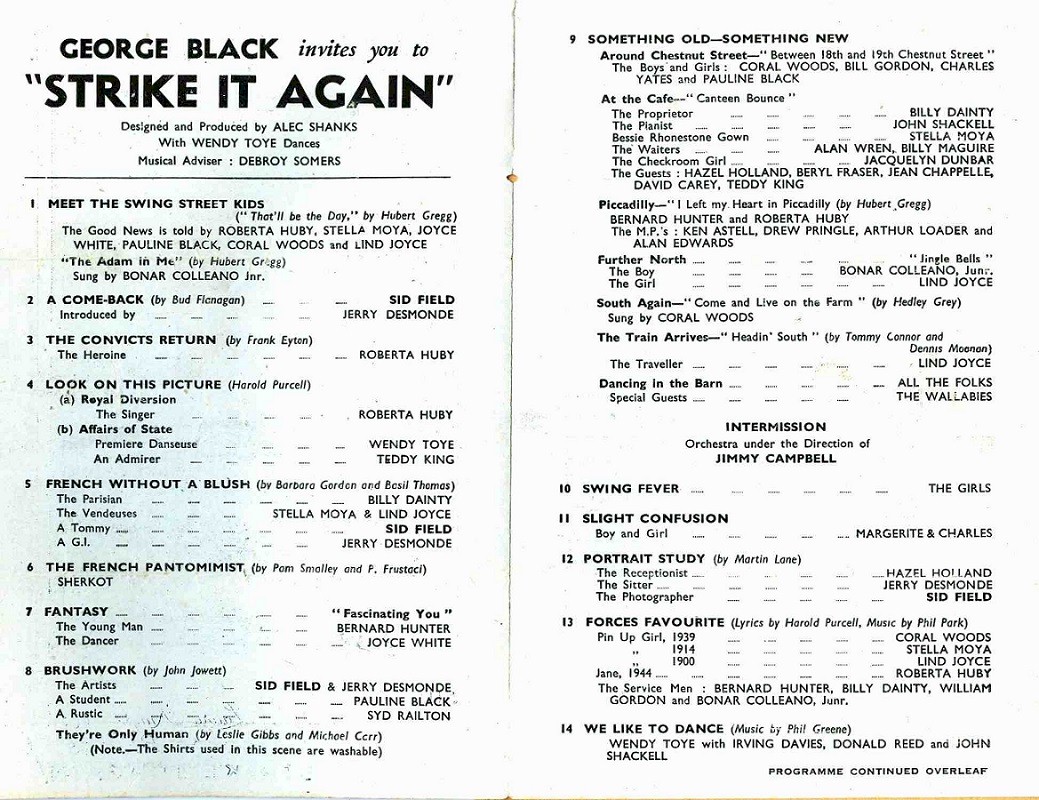 GEORGE BLACK invites you to
"STRIKE IT AGAIN"
Designed and Produced by ALEC SHANKS
With WENDY TOYE Dances
Musical Adviser : DEBROY SOMERS
1 MEET THE SWING STREET KIDS
(" That'll be the Day," by Hubert Gregg)
The Good News is told by ROBERTA HUBY, STELLA MOYA, JOYCE
WHITE, PAULINE BLACK, CORAL WOODS and LIND JOYCE
"The Adam in Me" (by Hubert Gregg)
Sung by BONAR COLLEANO Jnr.
2 A COME-BACK (by Bud Flanagan) ..... ..... SID FIELD
Introduced by ..... ..... ..... ..... JERRY DESMONDE
3 THE CONVICTS RETURN (by Frank Eyton)
The Heroine ..... ..... ..... ..... ..... ROBERTA HUBY
4 LOOK ON THIS PICTURE (Harold Purcell)
(a) Royal Diversion
The Singer ..... ..... ..... ..... ROBERTA HUBY
(b) Affairs of State
Premiere Danseuse ..... ..... ..... WENDY TOYE
An Admirer ..... ..... ..... ..... TEDDY KING
5 FRENCH WITHOUT A BLUSH (by Barbara Gordon and Basil Thomas)
The Parisian ..... ..... ..... ..... ..... BILLY DAINTY
The Vendeuses ..... ..... STELLA MOYA & LIND JOYCE
A Tommy ..... ..... ..... ..... ..... SID FIELD
A G.I. ..... ..... ..... ..... ..... JERRY DESMONDE
6 THE FRENCH PANTOMIMIST (by Pam Smalley and P. Frustaci)
SHERKOT
7 FANTASY ..... ..... ..... ..... ..... " Fascinating You "
The Young Man ..... ..... ..... ..... BERNARD HUNTER
The Dancer ..... ..... ..... ..... JOYCE WHITE
8 BRUSHWORK (by John Jowett)
The Artists ..... ..... ..... SID FIELD & JERRY DESMONDE
A Student ..... ..... ..... ..... ..... PAULINE BLACK
A Rustic ..... ..... ..... ..... ..... SYD RAILTON
They're Only Human (by Leslie Gibbs and Michael Carr)
(Note.—The Shirts used in this scene are washable)
9 SOMETHING OLD—SOMETHING NEW
Around Chestnut Street—" Between 18th and 19th Chestnut Street "
The Boys and Girls : CORAL WOODS, BILL GORDON, CHARLES
YATES and PAULINE BLACK
At the Cafe—" Canteen Bounce "
The Proprietor ..... ..... ..... ..... ..... BILLY DAINTY
The Pianist ..... ..... ..... ..... ..... JOHN SHACKELL
Bessie Rhonestone Gown ..... ..... ..... ..... STELLA MOYA
The Waiters ..... ..... ..... ALAN WREN, BILLY MAGUIRE
The Checkroom Girl ..... ..... ..... ..... JACQUELYN DUNBAR
The Guests : HAZEL HOLLAND, BERYL FRASER, JEAN CHAPPELLE,
DAVID CAREY, TEDDY KING
Piccadilly—" I Left my Heart in Piccadilly (by Hubert Gregg)
BERNARD HUNTER and ROBERTA HUBY
The M.P.'s : KEN ASTELL, DREW PRINGLE, ARTHUR LOADER and
ALAN EDWARDS
Further North ..... ..... ..... ..... ..... " Jingle Bells "
The Boy ..... ..... ..... ..... BONAR COLLEANO, Junr.
The Girl ..... ..... ..... ..... ..... LIND JOYCE
South Again—" Come and Live on the Farm " (by Hedley Grey)
Sung by CORAL WOODS
The Train Arrives—" Headin' South " (by Tommy Connor and
Dennis Moonan)
The Traveller ..... ..... ..... ..... ..... LIND JOYCE
Dancing in the Barn ..... ..... ..... ..... ..... ALL THE FOLKS
Special Guests ..... ..... ..... ..... ..... THE WALLABIES
INTERMISSION
Orchestra under the Direction of
JIMMY CAMPBELL
10 SWING FEVER ..... ..... ..... ..... ..... THE GIRLS
11 SLIGHT CONFUSION
Boy and Girl ..... ..... ..... ..... MARGERITE & CHARLES
12 PORTRAIT STUDY (by Martin Lane)
The Receptionist ..... ..... ..... ..... ..... HAZEL HOLLAND
The Sitter ..... ..... ..... ..... ..... JERRY DESMONDE
The Photographer ..... ..... ..... ..... ..... SID FIELD
13 FORCES FAVOURITE (Lyrics by Harold Purcell, Music by Phil Park)
Pin Up Girl, 1939 ..... ..... ..... ..... CORAL WOODS
„ 1914 ..... ..... ..... ..... STELLA MOYA
„ 1900 ..... ..... ..... ..... LIND JOYCE
Jane, 1944 ..... ..... ..... ..... ..... ROBERTA HUBY
The Service Men : BERNARD HUNTER, BILLY DAINTY, WILLIAM
GORDON and BONAR COLLEANO, Junr.
14 WE LIKE TO DANCE (Music by Phil Greene)
WENDY TOYE with IRVING DAVIES, DONALD REED and JOHN
SHACKELL
PROGRAMME CONTINUED OVERLEAF